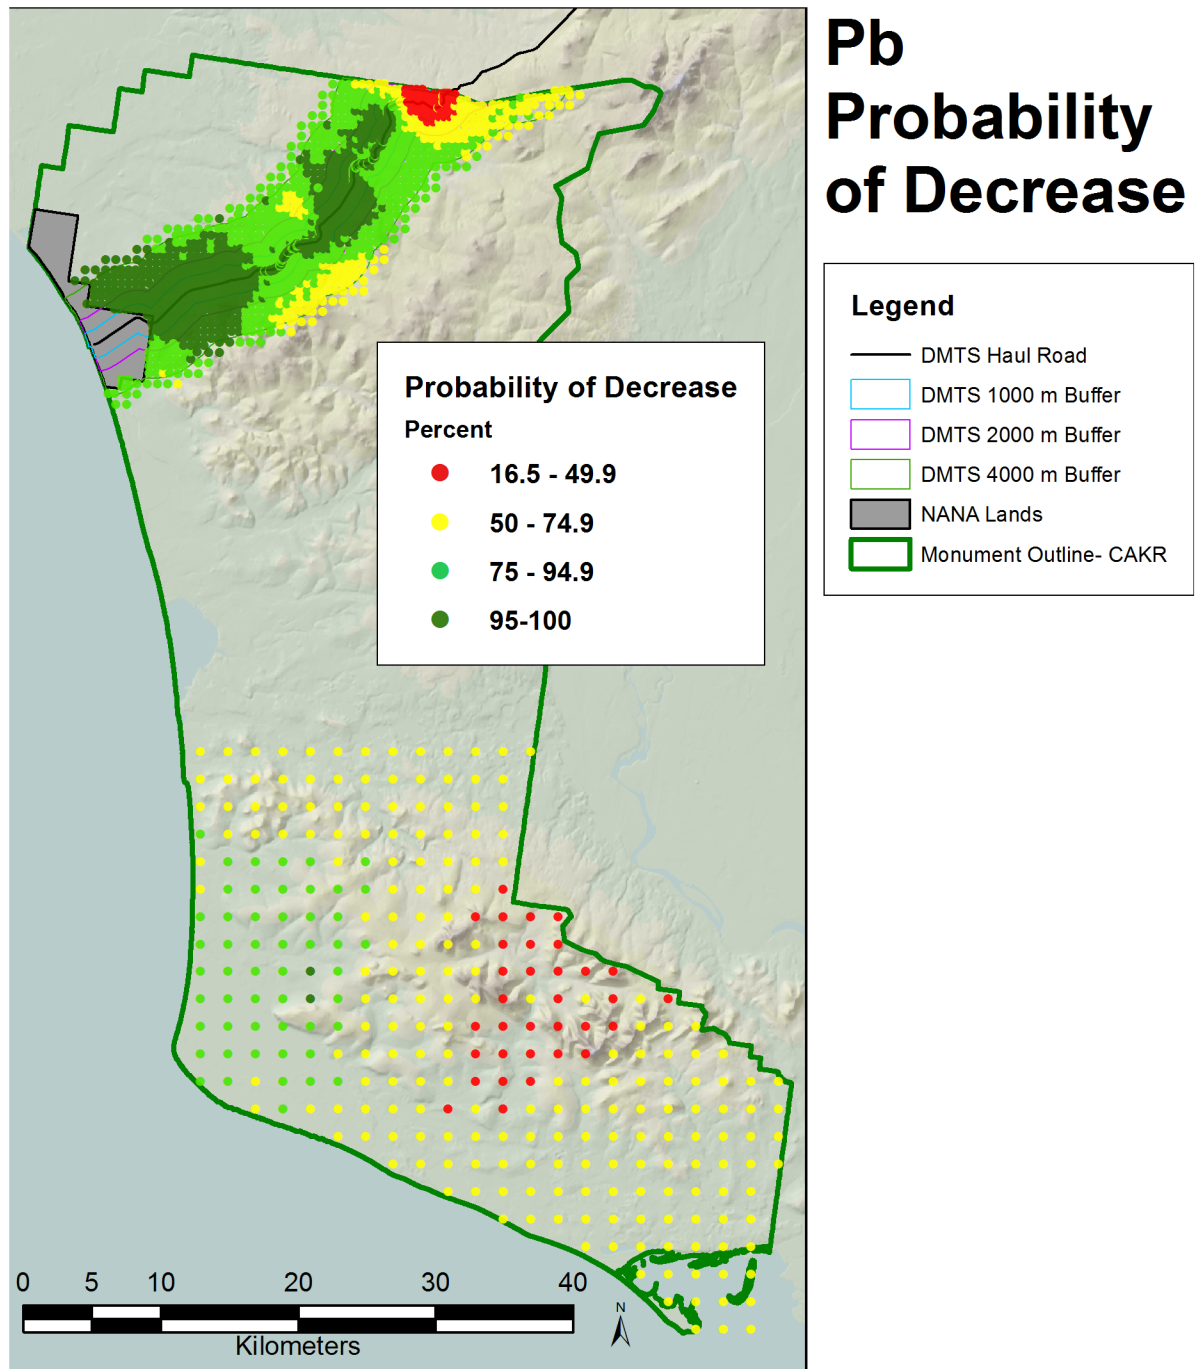 Pb
Probability
of Decrease
Legend
DMTS Haul Road
DMTS 1000 m Buffer
DMTS 2000 m Buffer
DMTS 4000 m Buffer
NANA Lands
Monument Outline- CAKR
Probability of Decrease
Percent
16.5 - 49.9
50 - 74.9
75 - 94.9
95-100
0 5 10 20 30 40
Kilometers
N